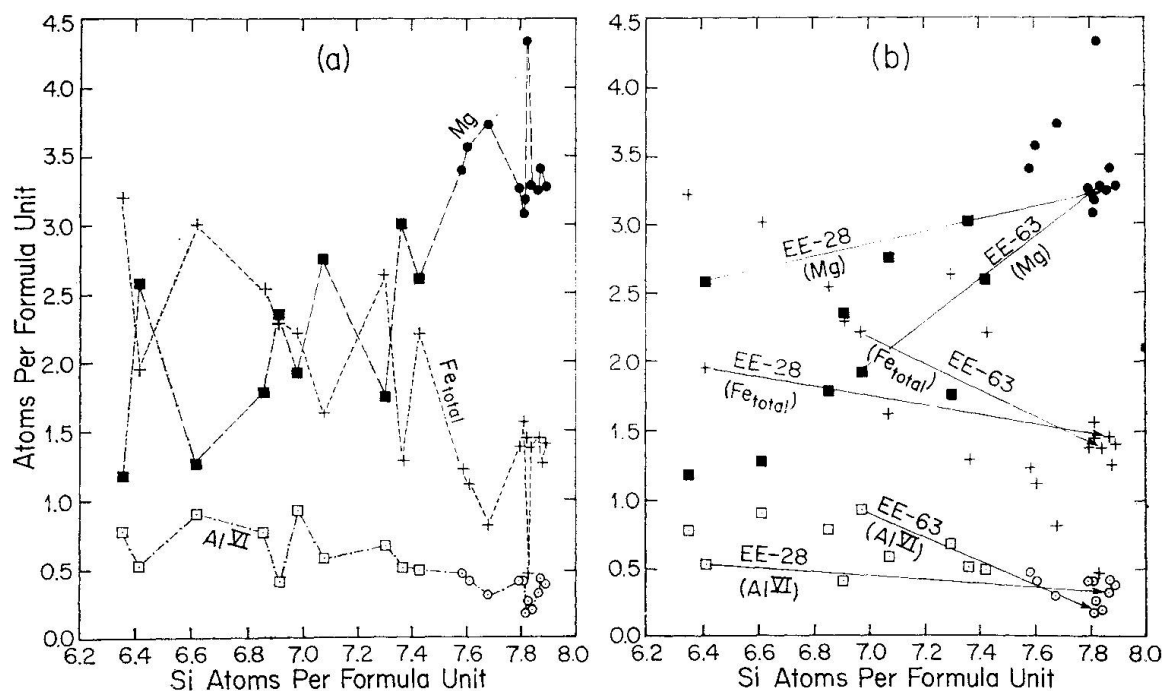 (a)
4.5
4.0
3.5
3.0
2.5
2.0
1.5
1.0
0.5
0.0
Atoms Per Formula Unit
Mg
Fe total
Al VI
6.2 6.4 6.6 6.8 7.0 7.2 7.4 7.6 7.8 8.0
Si Atoms Per Formula Unit
(b)
4.5
4.0
3.5
3.0
2.5
2.0
1.5
1.0
0.5
0.0
EE-28
(Mg)
EE-63
(Mg)
EE-28
(Fe total)
EE-63
(Fe total)
EE-63
(Al VI)
EE-28
(Al VI)
6.2 6.4 6.6 6.8 7.0 7.2 7.4 7.6 7.8 8.0
Si Atoms Per Formula Unit